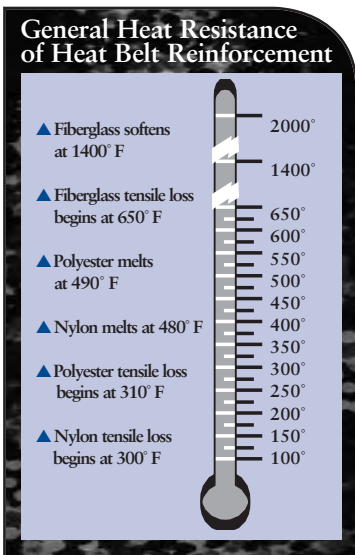 General Heat Resistance
of Heat Belt Reinforcement
▲ Fiberglass softens
at 1400° F
▲ Fiberglass tensile loss
begins at 650° F
▲ Polyester melts
at 490° F
▲ Nylon melts at 480° F
▲ Polyester tensile loss
begins at 310° F
▲ Nylon tensile loss
begins at 300° F
2000°
1400°
650°
600°
550°
500°
450°
400°
350°
300°
250°
200°
150°
100°